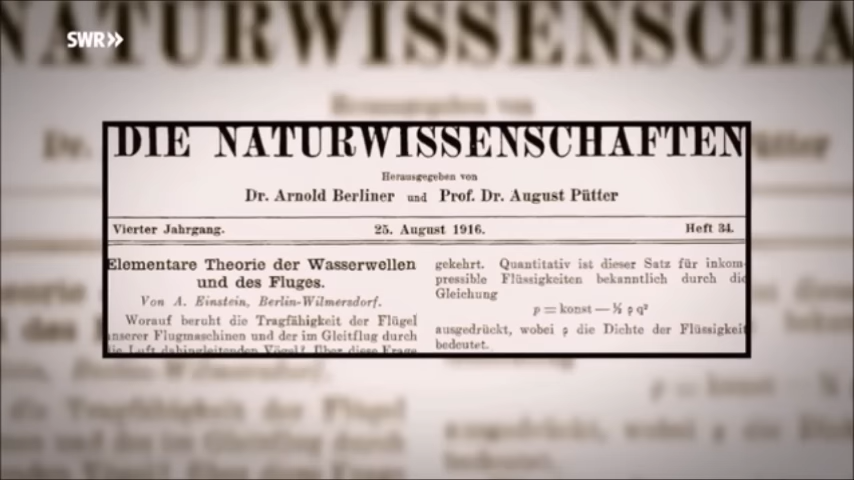 NATURWISSENSCHA
SWR
DIE NATURWISSENSCHAFTEN
Herausgegeben von
Dr. Arnold Berliner und Prof. Dr. August Pütter
Vierter Jahrgang. 25. August 1916. Heft 34.
Elementare Theorie der Wasserwellen
und des Fluges.
Von A. Einstein, Berlin-Wilmersdorf.
Worauf beruht die Tragfähigkeit der Flügel
unserer Flugmaschinen und der im Gleitflug durch
die Luft dahingleitenden Vögel? Über diese Frage
gekehrt. Quantitativ ist dieser Satz für inkom-
pressible Flüssigkeiten bekanntlich durch die
Gleichung
p = konst — ½ ρ q²
ausgedrückt, wobei ρ die Dichte der Flüssigkeit
bedeutet.